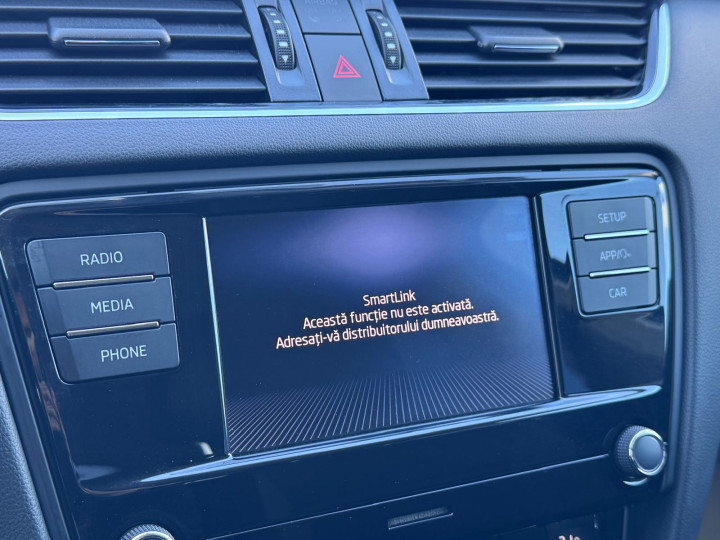 RADIO
MEDIA
PHONE
SmartLink
Această funcție nu este activată.
Adresați-vă distribuitorului dumneavoastră.
SETUP
APP/
CAR